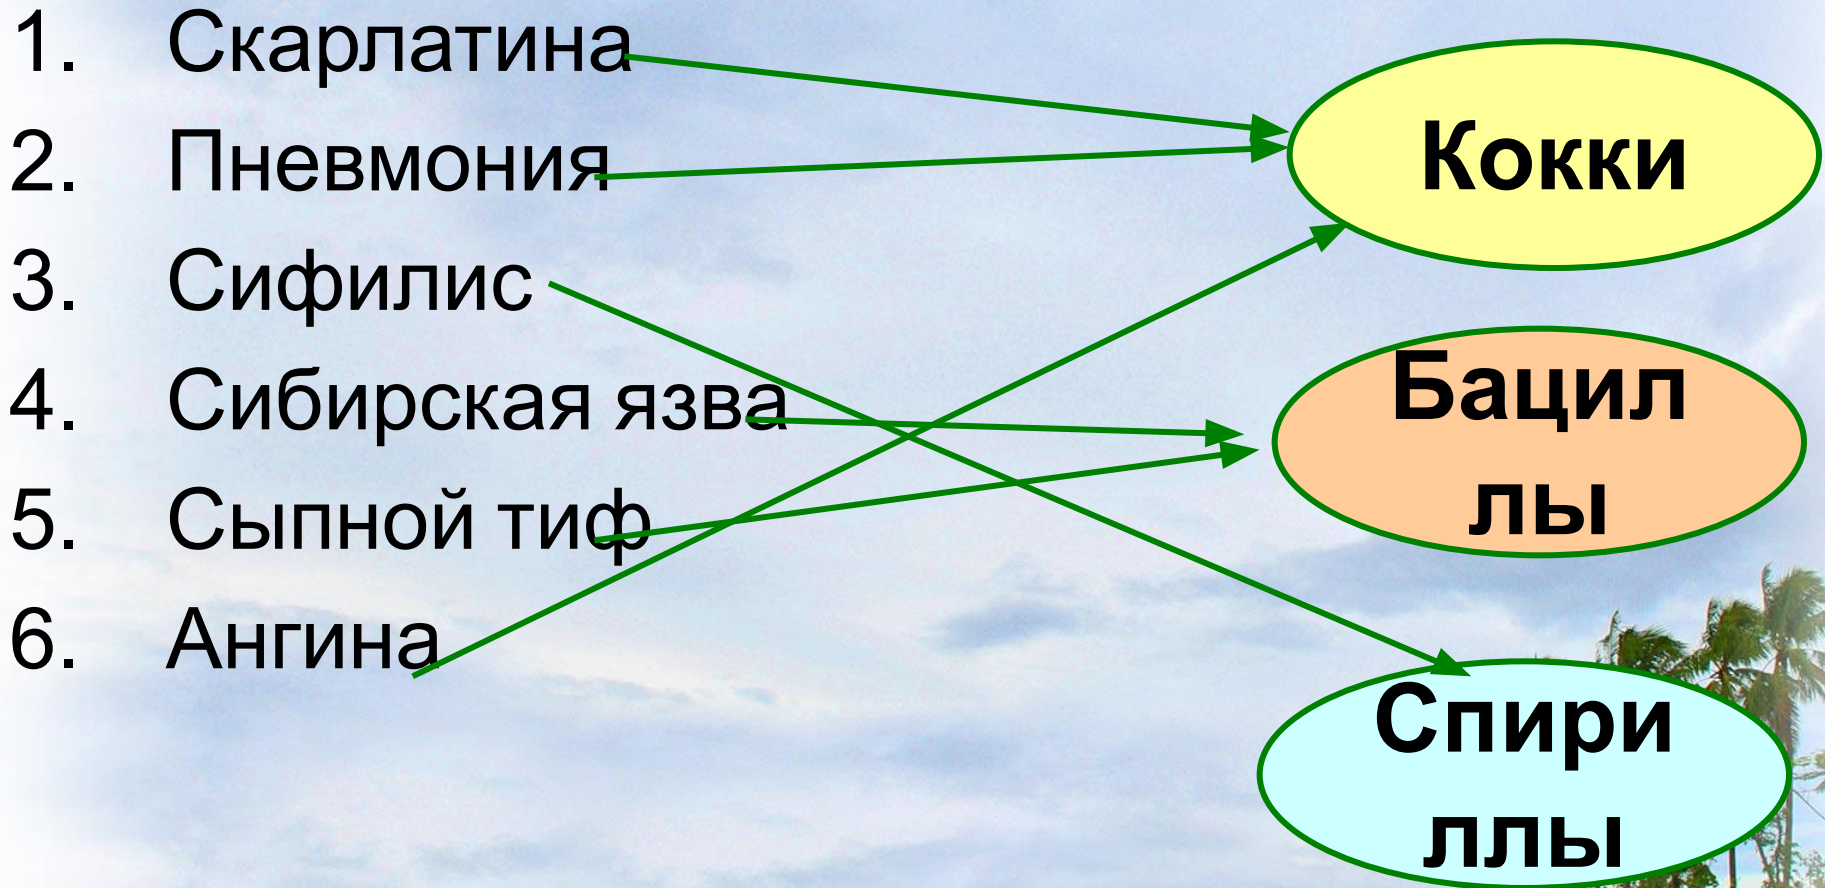 1. Скарлатина
2. Пневмония
3. Сифилис
4. Сибирская язва
5. Сыпной тиф
6. Ангина
Кокки
Бацил
лы
Спири
ллы